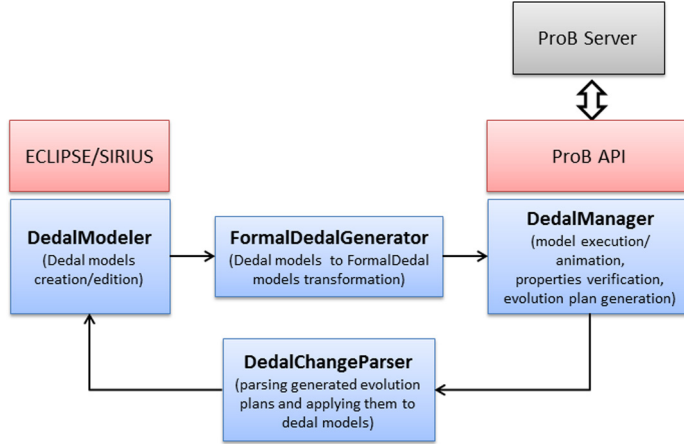 ProB Server
ECLIPSE/SIRIUS
ProB API
DedalModeler
(Dedal models
creation/edition)
FormalDedalGenerator
(Dedal models to FormalDedal
models transformation)
DedalManager
(model execution/
animation,
properties verification,
evolution plan generation)
DedalChangeParser
(parsing generated evolution
plans and applying them to
dedal models)